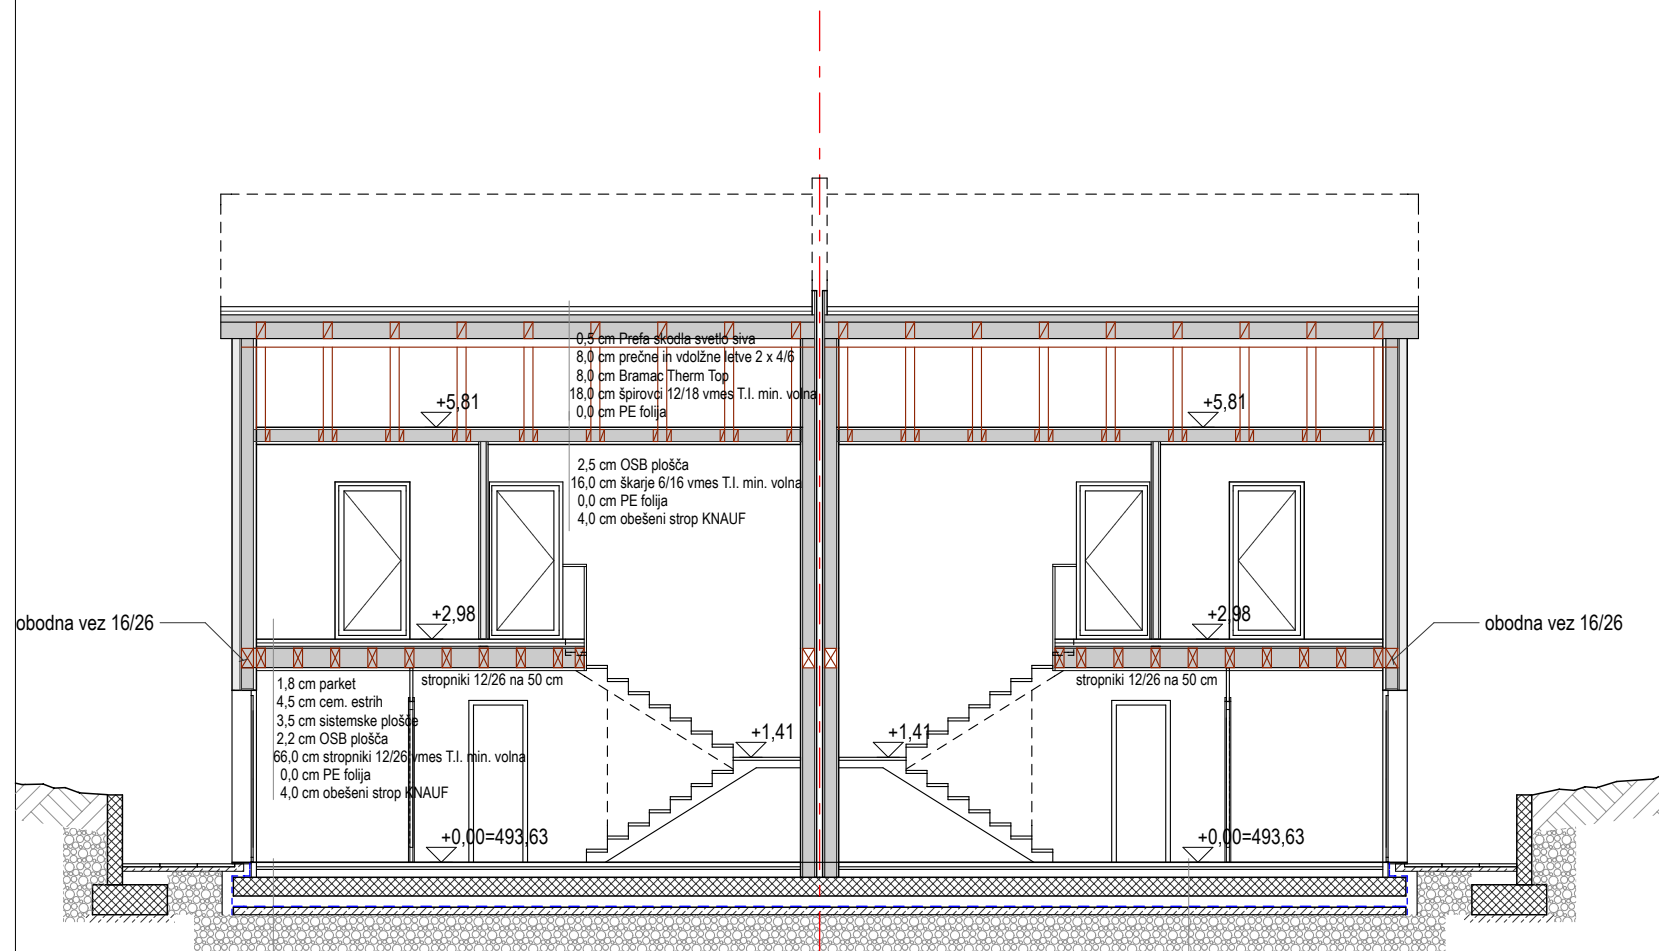 0,5 cm Prefa skodla svetlo siva
8,0 cm prečne in vdolžne letve 2 x 4/6
8,0 cm Bramac Therm Top
18,0 cm špirovci 12/18 vmes T.I. min. volna
0,0 cm PE folija
+5,81
+5,81
2,5 cm OSB plošča
16,0 cm škarje 6/16 vmes T.I. min. volna
0,0 cm PE folija
4,0 cm obešeni strop KNAUF
+2,98
+2,98
obodna vez 16/26
obodna vez 16/26
stropniki 12/26 na 50 cm
stropniki 12/26 na 50 cm
1,8 cm parket
4,5 cm cem. estrih
3,5 cm sistemske plošče
2,2 cm OSB plošča
66,0 cm stropniki 12/26 vmes T.I. min. volna
0,0 cm PE folija
4,0 cm obešeni strop KNAUF
+1,41
+1,41
+0,00=493,63
+0,00=493,63